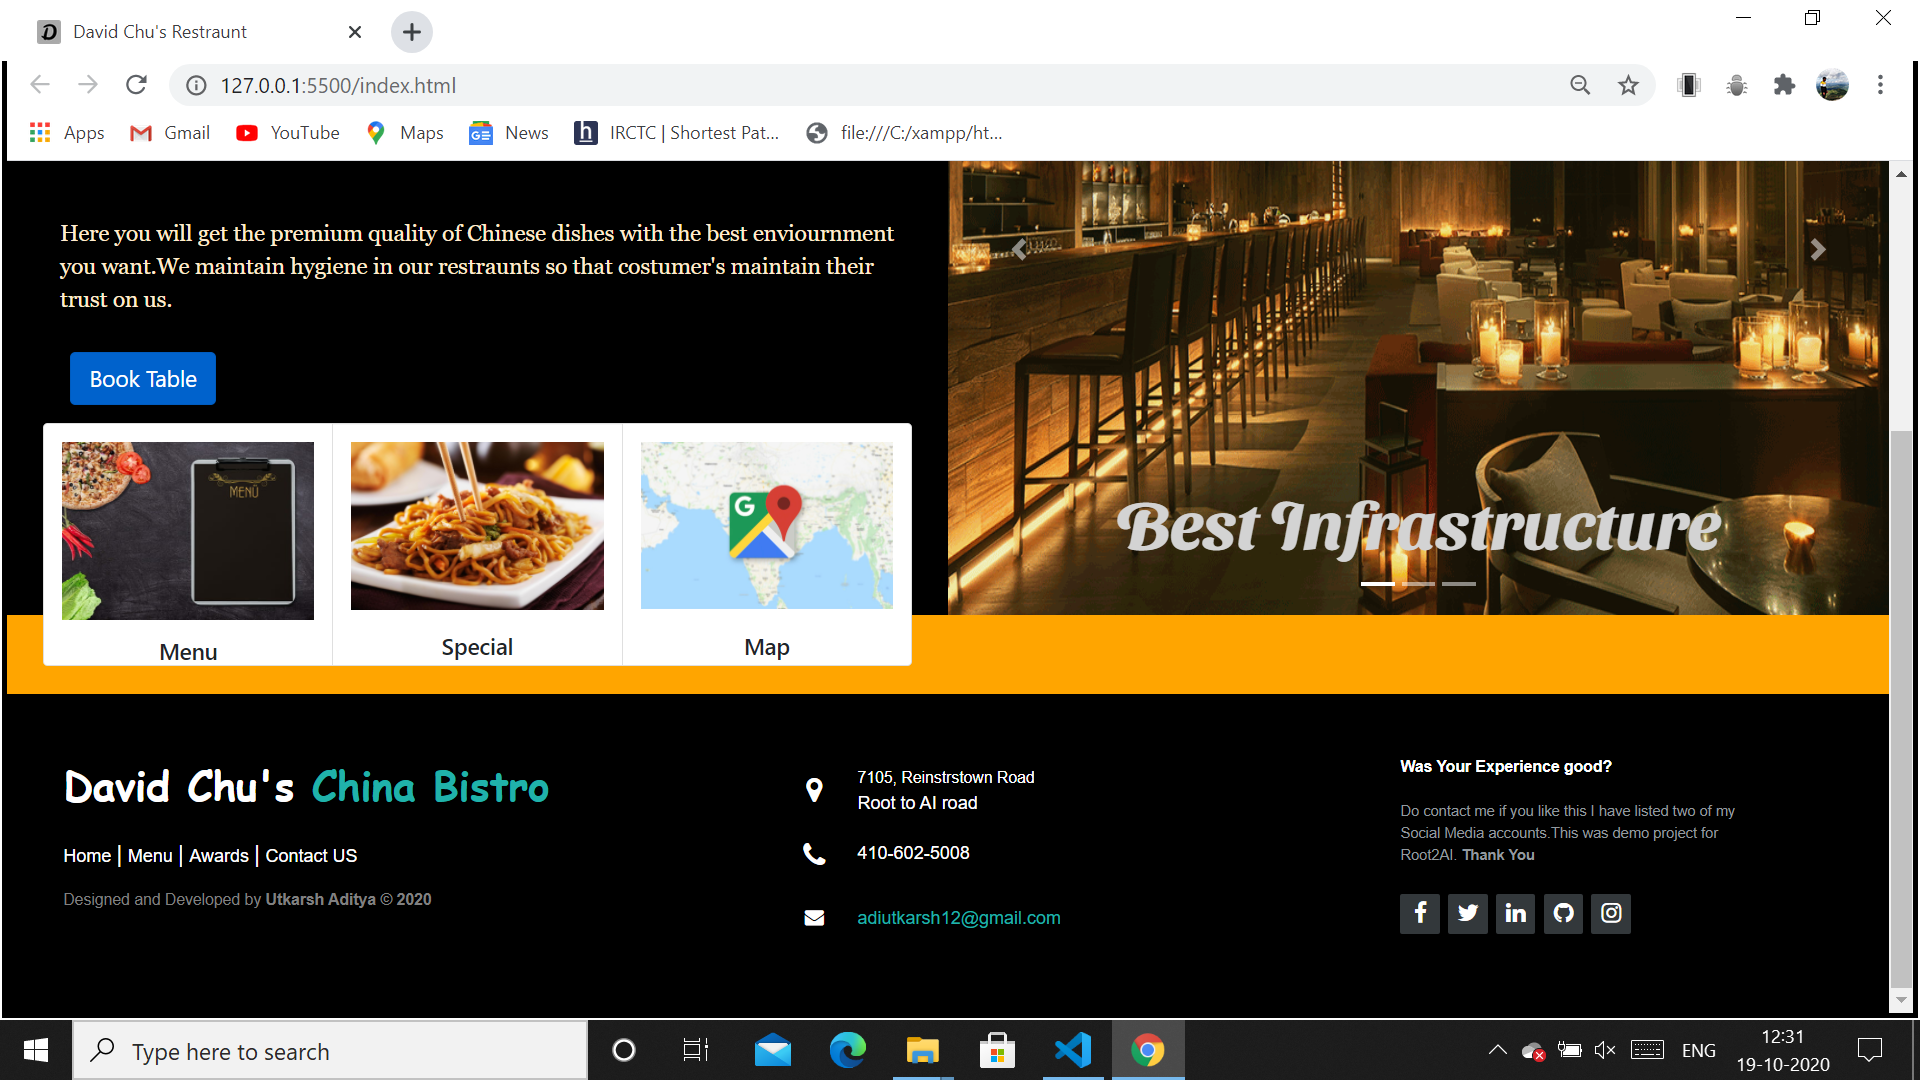 David Chu's Restraunt
127.0.0.1:5500/index.html
Apps
Gmail
YouTube
Maps
News
IRCTC | Shortest Pat...
file:///C:/xampp/ht...
Here you will get the premium quality of Chinese dishes with the best enviournment
you want.We maintain hygiene in our restraunts so that costumer's maintain their
trust on us.
Book Table
MENÜ
G
Menu
Special
Map
Best Infrastructure
David Chu's China Bistro
Home | Menu | Awards | Contact US
Designed and Developed by Utkarsh Aditya © 2020
7105, Reinstrstown Road
Root to AI road
410-602-5008
adiutkarsh12@gmail.com
Was Your Experience good?
Do contact me if you like this I have listed two of my
Social Media accounts.This was demo project for
Root2AI. Thank You
Type here to search
ENG
12:31
19-10-2020